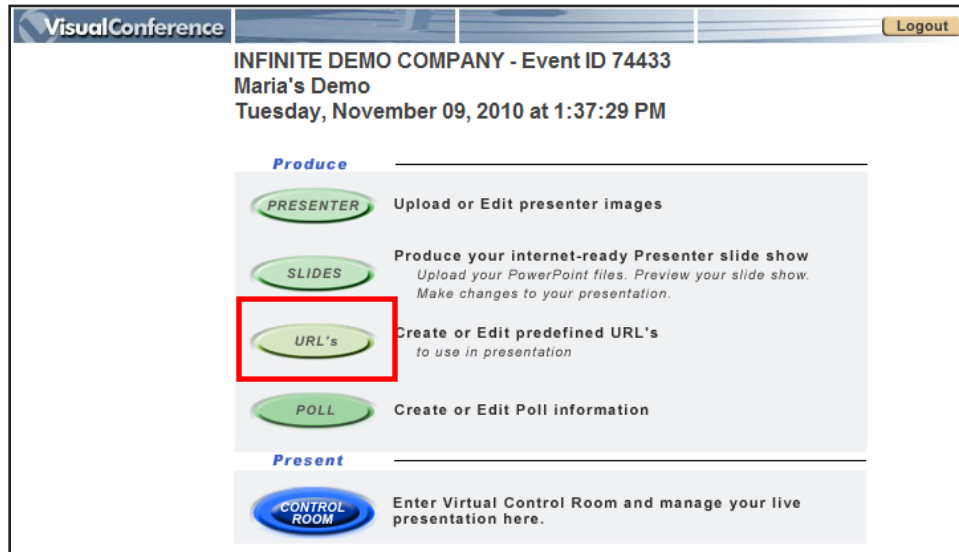 VisualConference
Logout
INFINITE DEMO COMPANY - Event ID 74433
Maria's Demo
Tuesday, November 09, 2010 at 1:37:29 PM
Produce
PRESENTER
Upload or Edit presenter images
SLIDES
Produce your internet-ready Presenter slide show
Upload your PowerPoint files. Preview your slide show.
Make changes to your presentation.
URL's
Create or Edit predefined URL's
to use in presentation
POLL
Create or Edit Poll information
Present
CONTROL
ROOM
Enter Virtual Control Room and manage your live
presentation here.